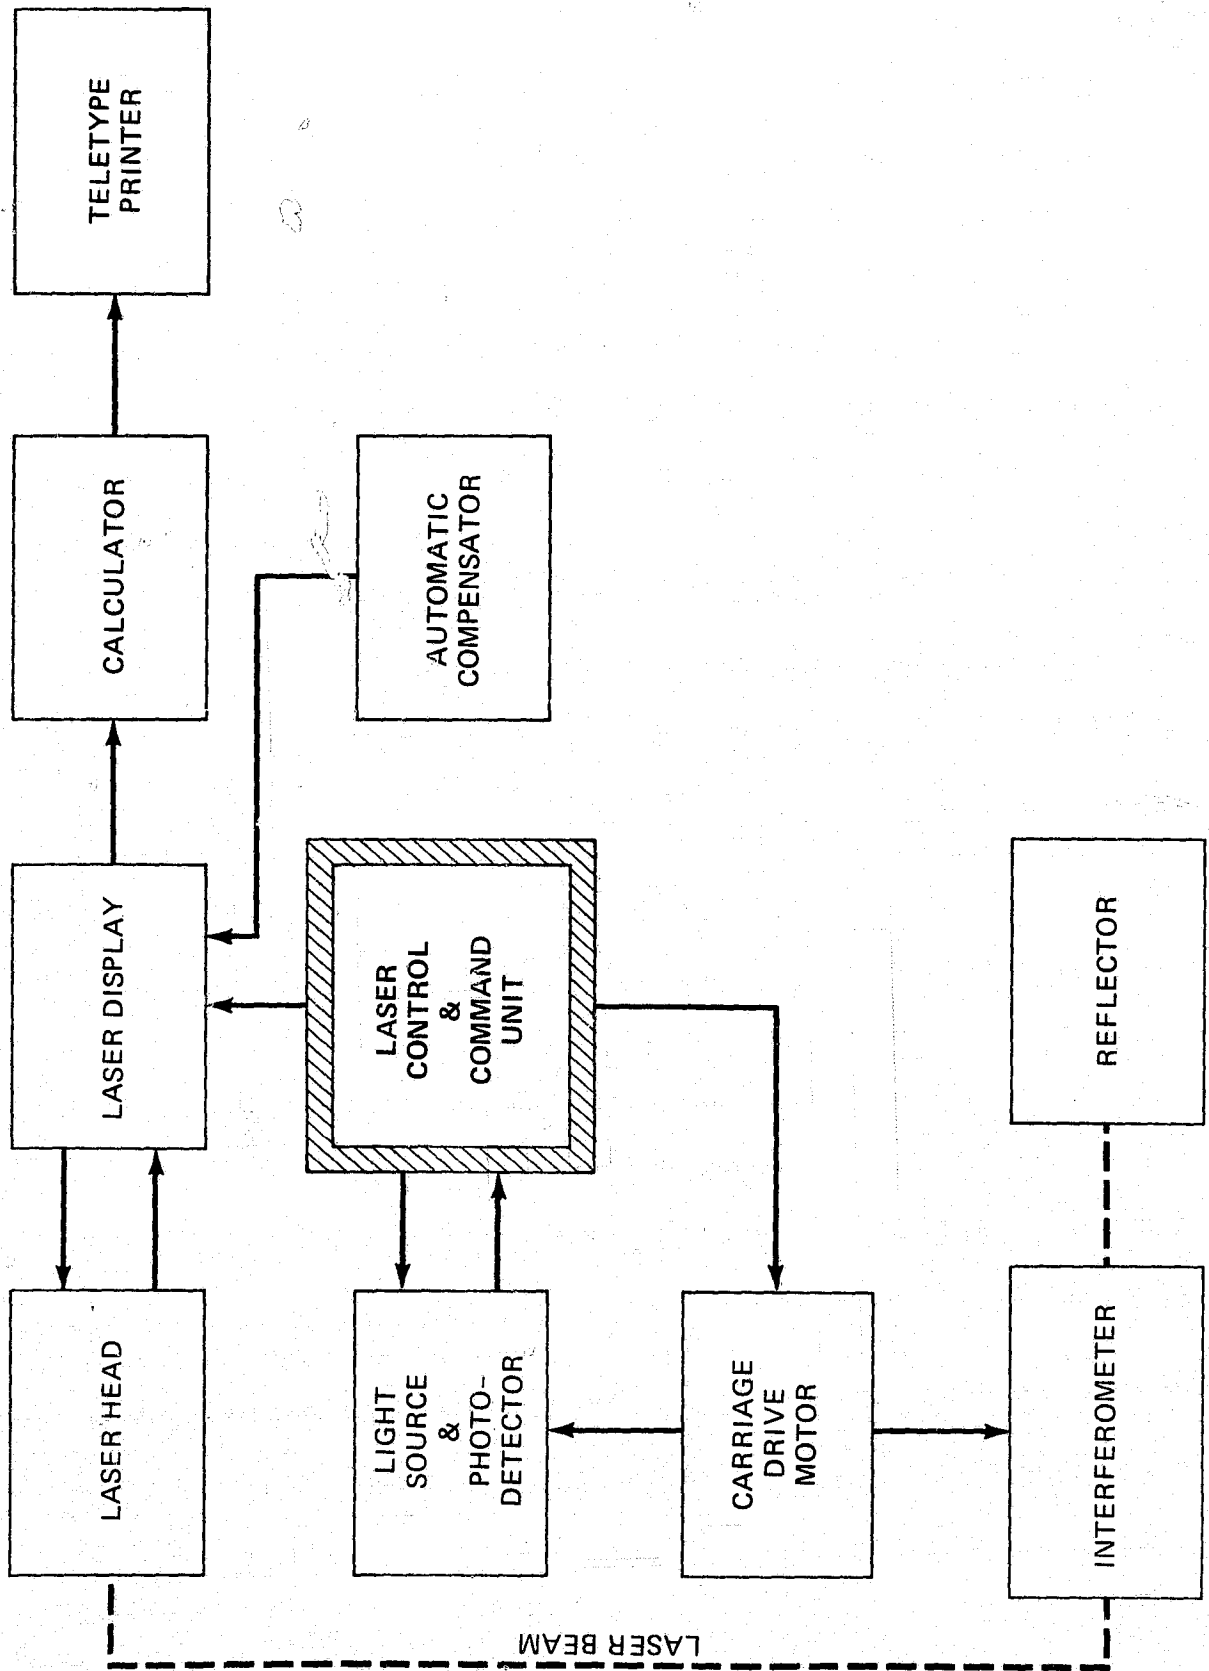 LASER HEAD
LASER DISPLAY
CALCULATOR
TELETYPE
PRINTER
LIGHT
SOURCE
&
PHOTO-
DETECTOR
LASER
CONTROL
&
COMMAND
UNIT
AUTOMATIC
COMPENSATOR
CARRIAGE
DRIVE
MOTOR
LASER BEAM
INTERFEROMETER
REFLECTOR